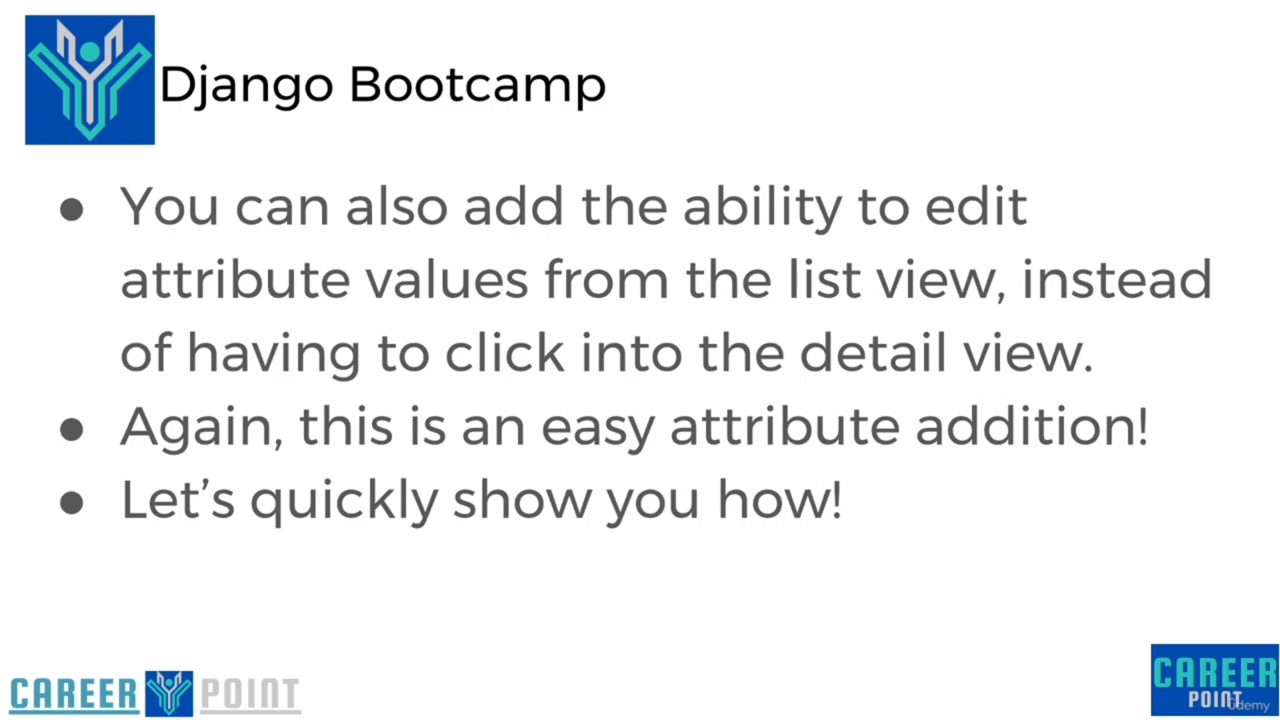 Django Bootcamp
● You can also add the ability to edit
attribute values from the list view, instead
of having to click into the detail view.
● Again, this is an easy attribute addition!
● Let’s quickly show you how!
CAREER POINT
CAREER
POINT
ûdemy